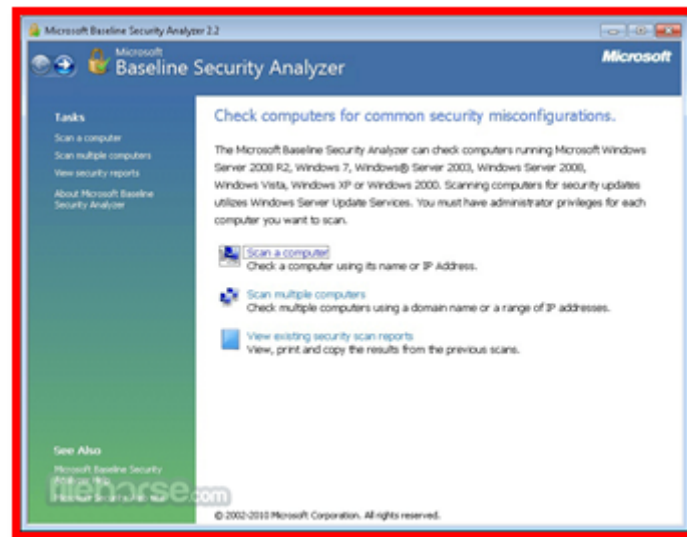 Microsoft Baseline Security Analyzer 2.2
Microsoft
Baseline Security Analyzer
Microsoft
Tasks
Scan a computer
Scan multiple computers
View security reports
About Microsoft Baseline
Security Analyzer
Check computers for common security misconfigurations.
The Microsoft Baseline Security Analyzer can check computers running Microsoft Windows
Server 2008 R2, Windows 7, Windows® Server 2003, Windows Server 2008,
Windows Vista, Windows XP or Windows 2000. Scanning computers for security updates
utilizes Windows Server Update Services. You must have administrator privileges for each
computer you want to scan.
Scan a computer
Check a computer using its name or IP Address.
Scan multiple computers
Check multiple computers using a domain name or a range of IP addresses.
View existing security scan reports
View, print and copy the results from the previous scans.
See Also
Microsoft Baseline Security
filehorse.com
© 2002-2010 Microsoft Corporation. All rights reserved.